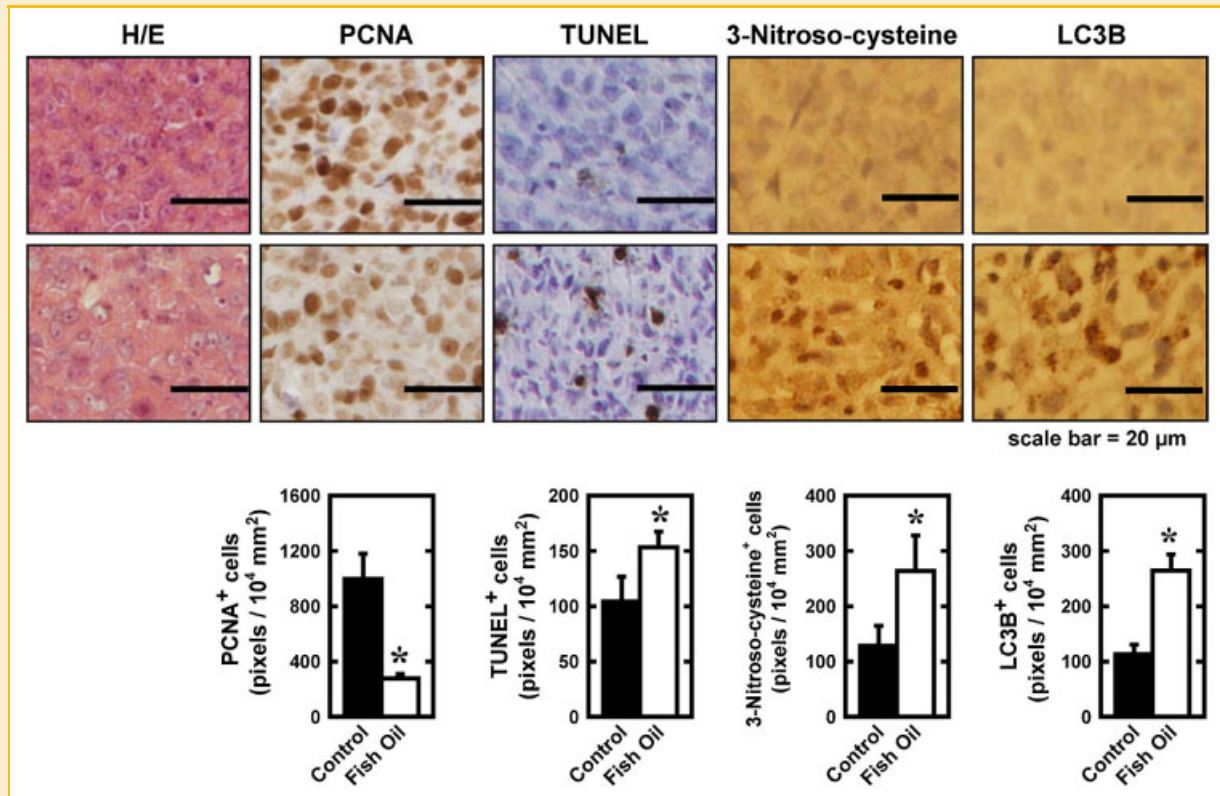 H/E PCNA TUNEL 3-Nitroso-cysteine LC3B
scale bar = 20 µm
PCNA⁺ cells
(pixels / 10⁴ mm²)
1600
1200
800
400
0
*
Control
Fish Oil
TUNEL⁺ cells
(pixels / 10⁴ mm²)
200
150
100
50
0
*
Control
Fish Oil
3-Nitroso-cysteine⁺ cells
(pixels / 10⁴ mm²)
400
300
200
100
0
*
Control
Fish Oil
LC3B⁺ cells
(pixels / 10⁴ mm²)
400
300
200
100
0
*
Control
Fish Oil